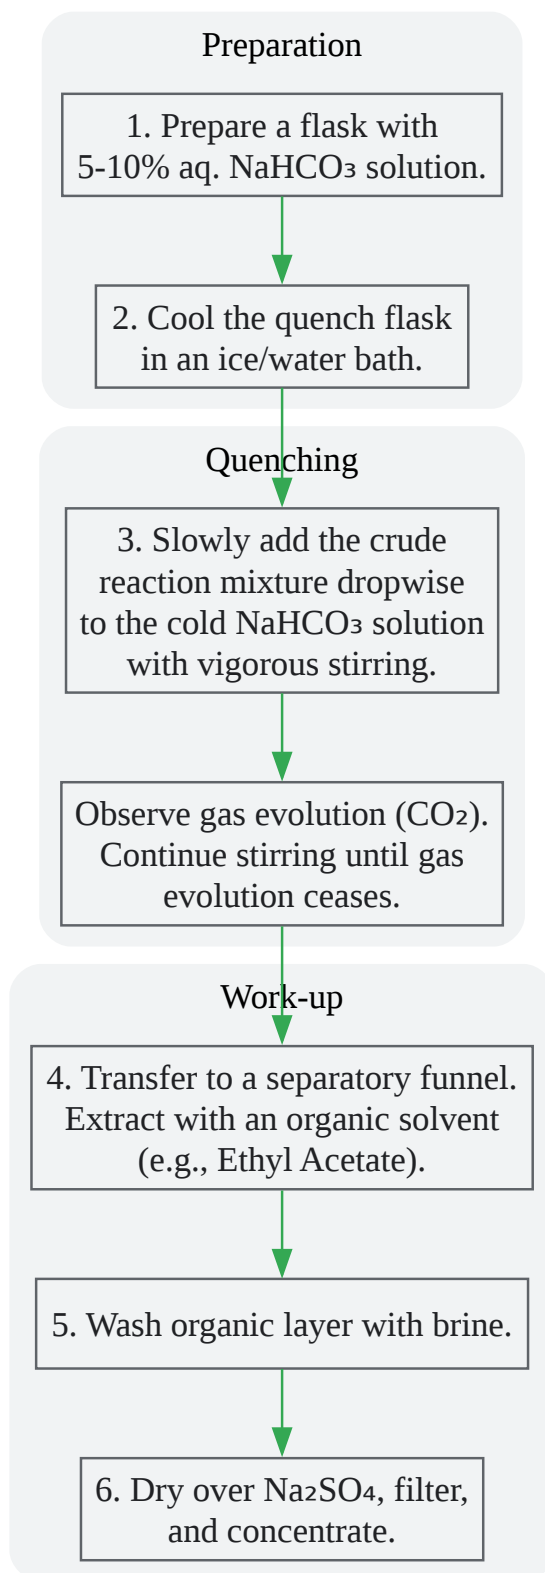 Preparation
1. Prepare a flask with
5-10% aq. NaHCO₃ solution.
2. Cool the quench flask
in an ice/water bath.
Quenching
3. Slowly add the crude
reaction mixture dropwise
to the cold NaHCO₃ solution
with vigorous stirring.
Observe gas evolution (CO₂).
Continue stirring until gas
evolution ceases.
Work-up
4. Transfer to a separatory funnel.
Extract with an organic solvent
(e.g., Ethyl Acetate).
5. Wash organic layer with brine.
6. Dry over Na₂SO₄, filter,
and concentrate.